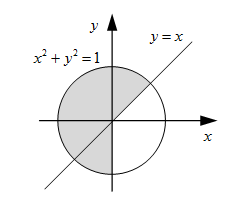 y
y = x
x² + y² = 1
x